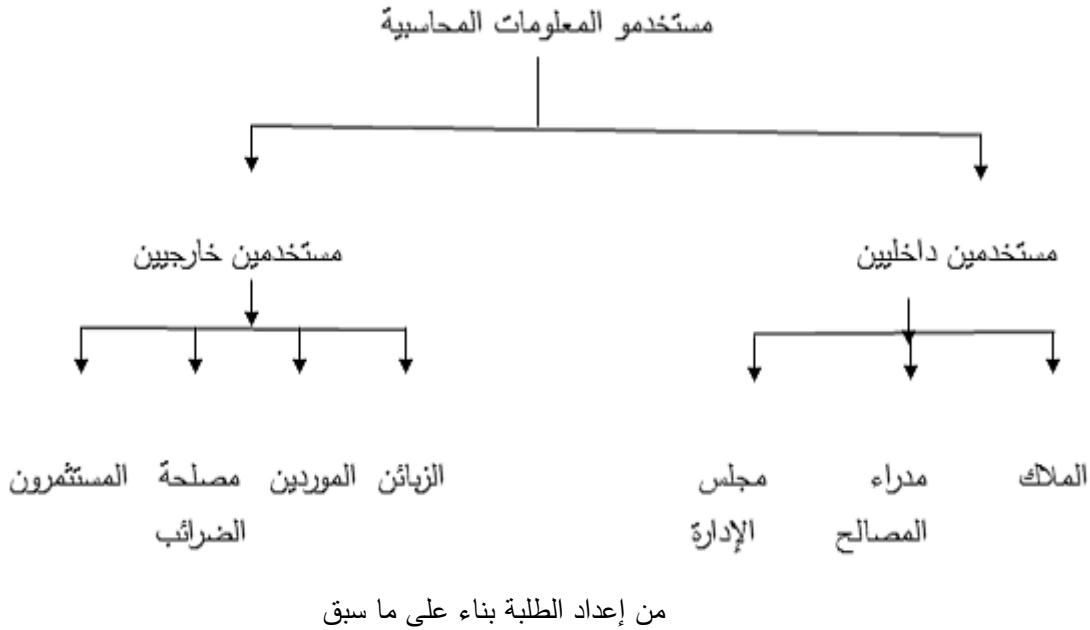 مستخدمو المعلومات المحاسبية
مستخدمين داخليين
مستخدمين خارجيين
الملاك
مدراء
المصالح
مجلس
الإدارة
الزبائن
الموردين
مصلحة
الضرائب
المستثمرون
من إعداد الطلبة بناء على ما سبق